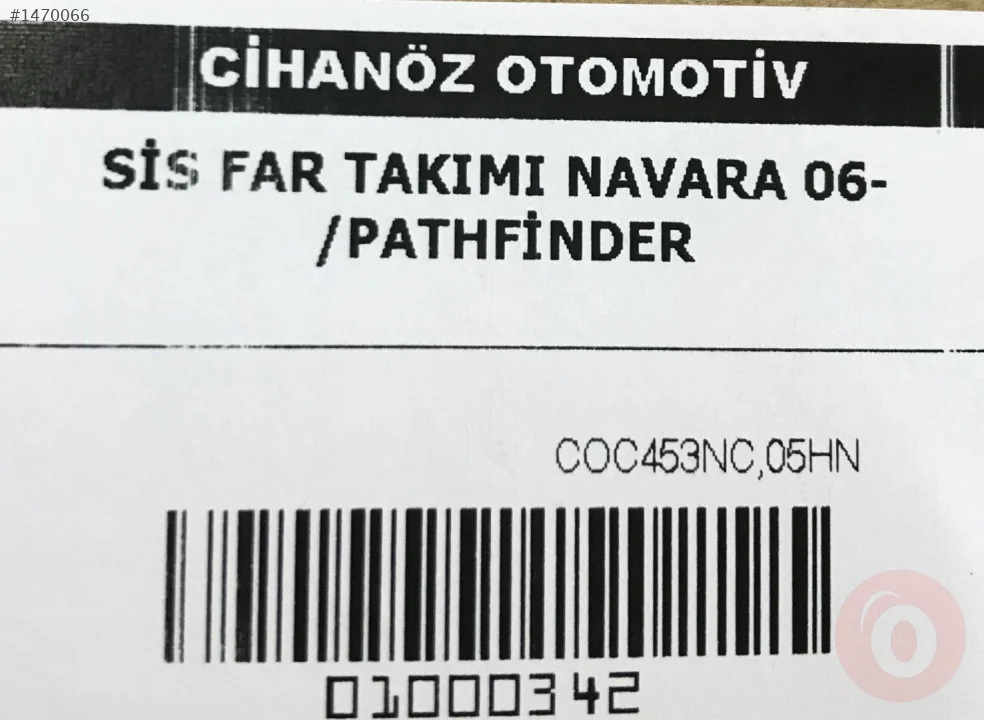 #1470066
CİHANÖZ OTOMOTİV
SİS FAR TAKIMI NAVARA 06-
/PATHFİNDER
COC453NC,05HN
01000342